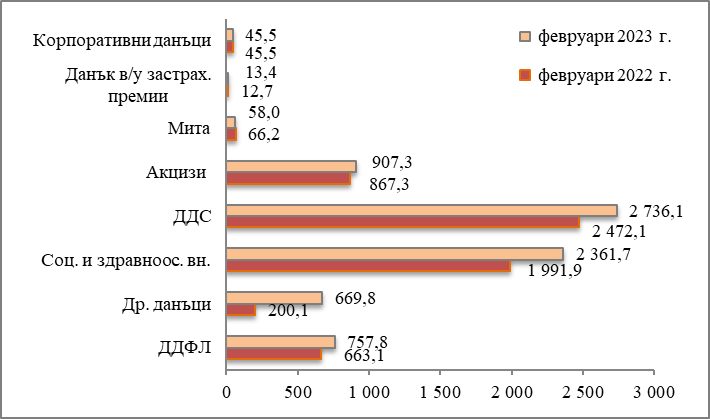 Корпоративни данъци
45,5
45,5
февруари 2023 г.
февруари 2022 г.
Данък в/у застрах.
премии
13,4
12,7
Мита
58,0
66,2
Акцизи
907,3
867,3
ДДС
2 736,1
2 472,1
Соц. и здравноос. вн.
2 361,7
1 991,9
Др. данъци
669,8
200,1
ДДФЛ
757,8
663,1
0 500 1 000 1 500 2 000 2 500 3 000